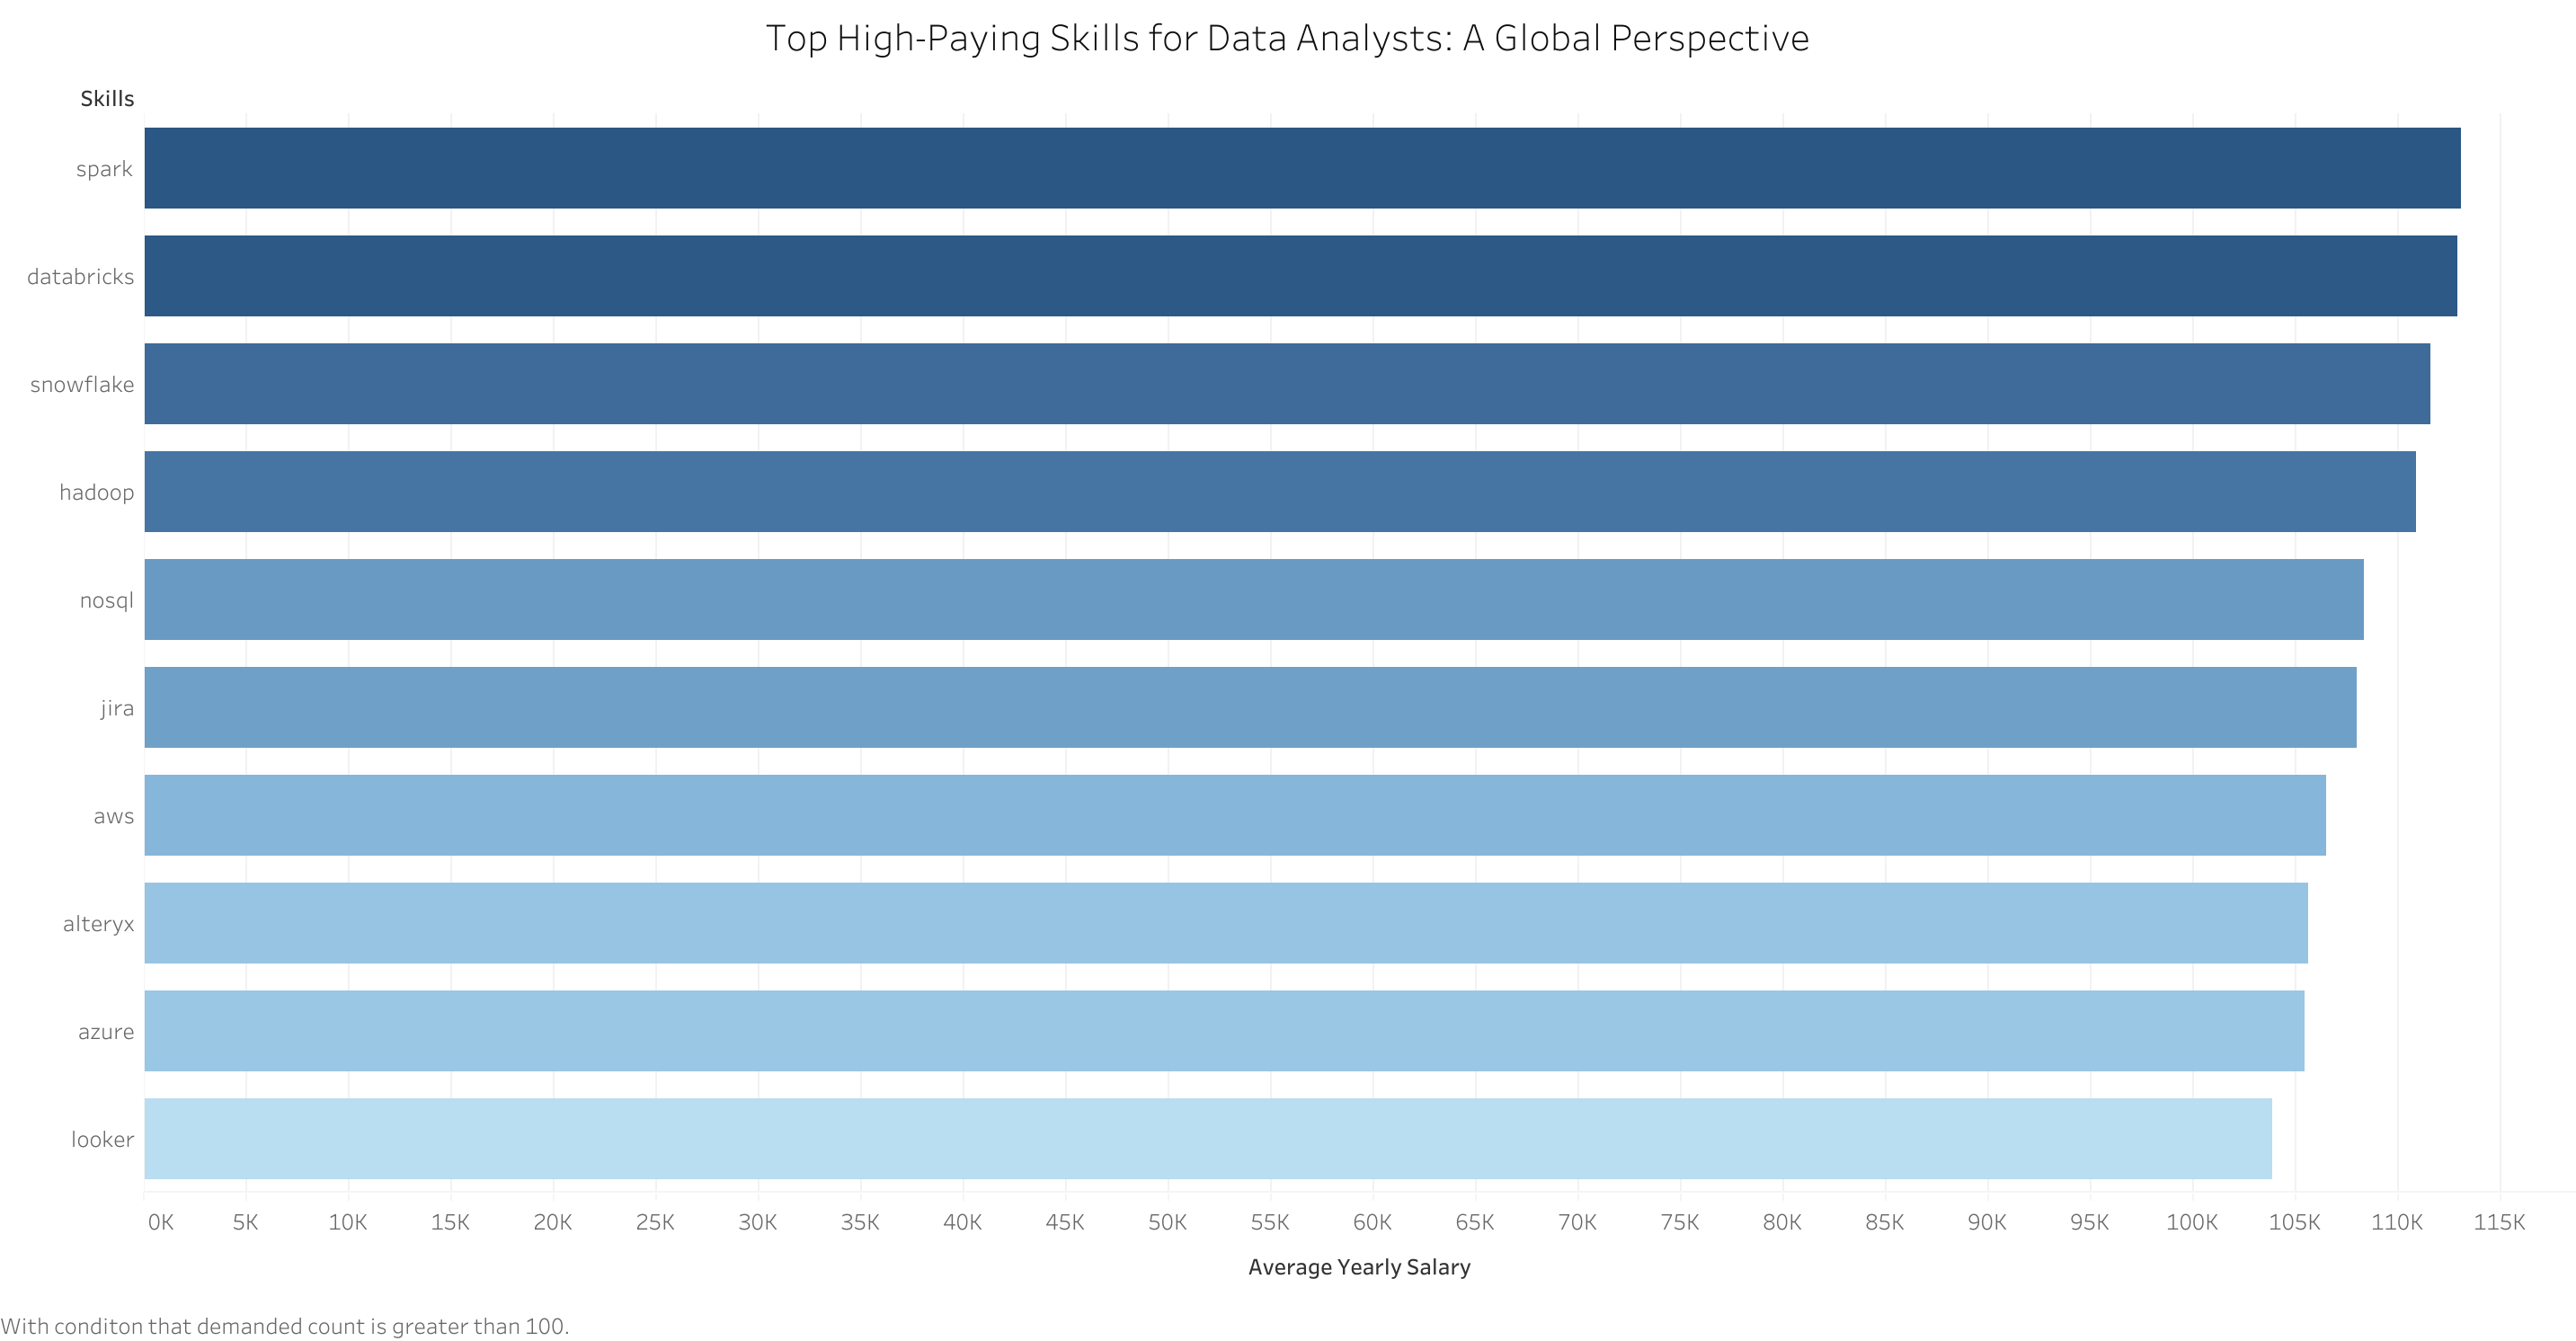 Top High-Paying Skills for Data Analysts: A Global Perspective
Skills
spark
databricks
snowflake
hadoop
nosql
jira
aws
alteryx
azure
looker
0K 5K 10K 15K 20K 25K 30K 35K 40K 45K 50K 55K 60K 65K 70K 75K 80K 85K 90K 95K 100K 105K 110K 115K
Average Yearly Salary
With conditon that demanded count is greater than 100.